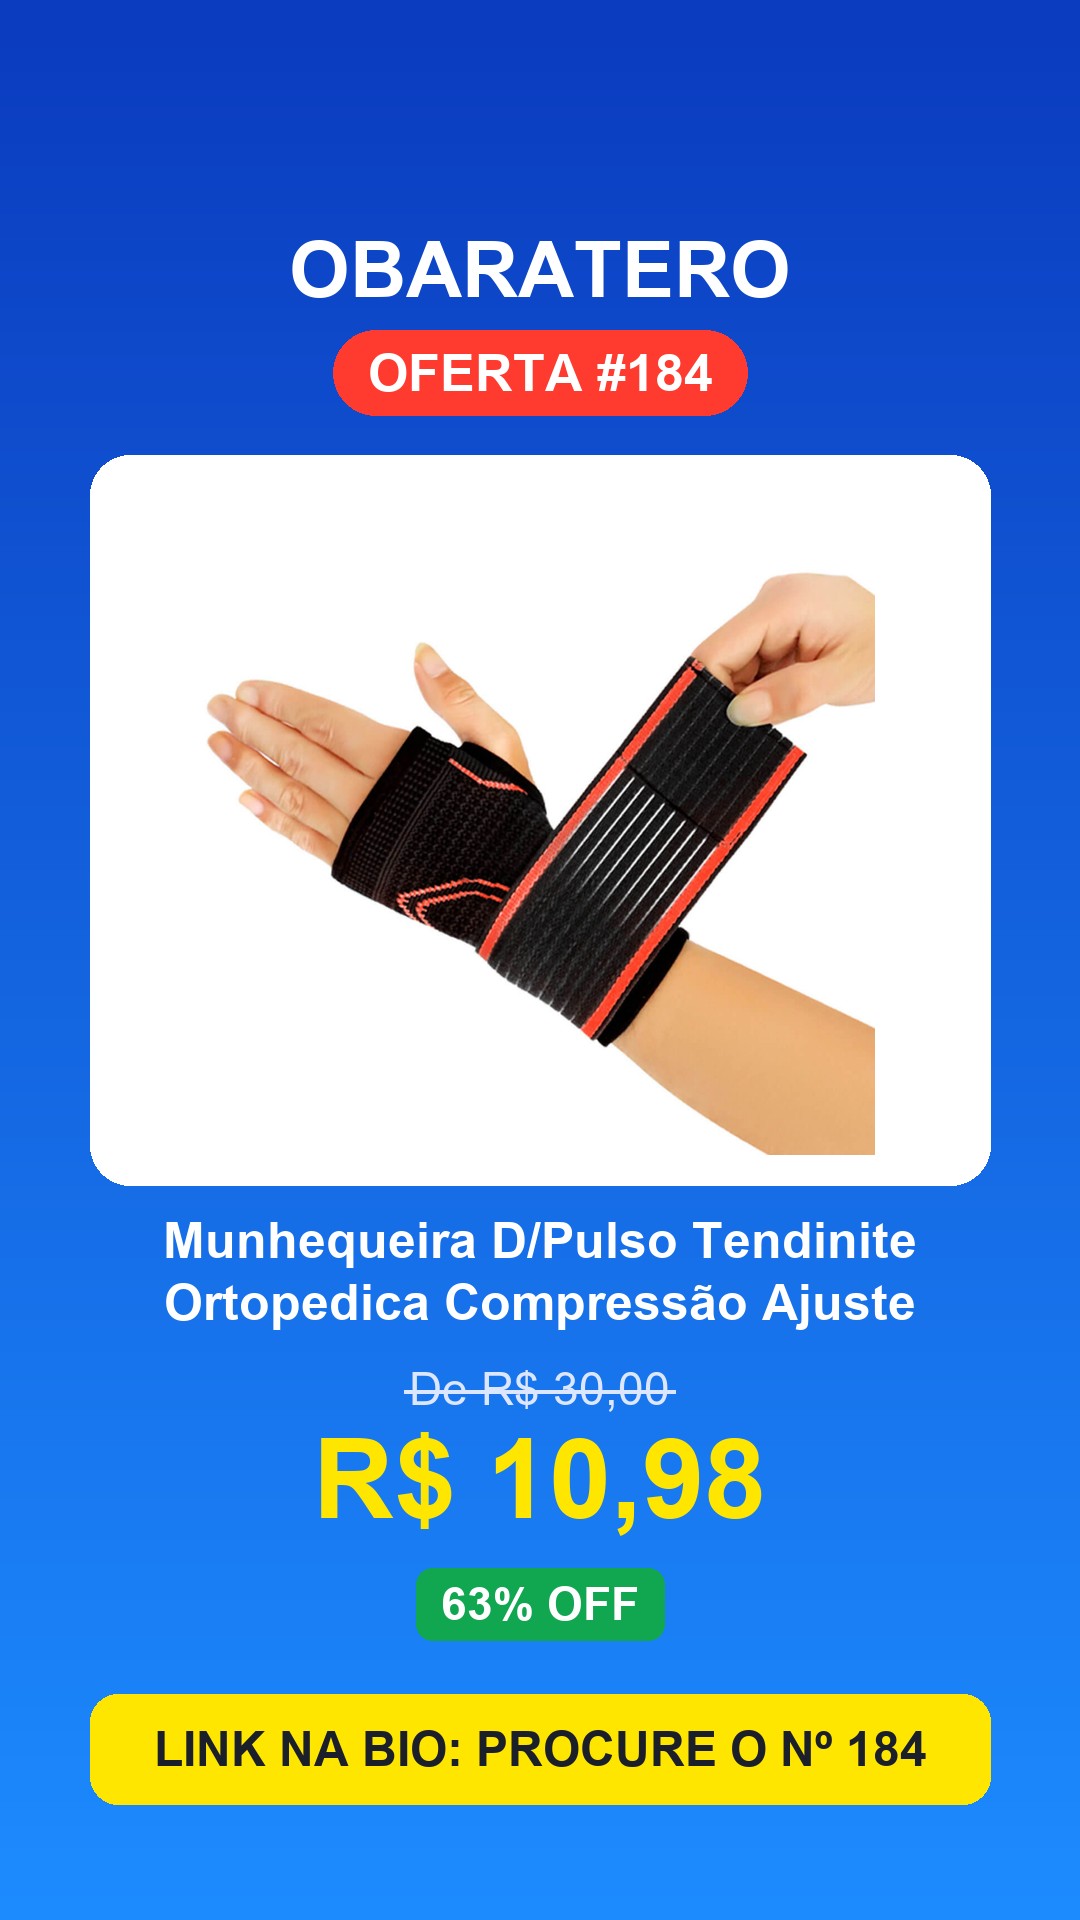 OBARATERO
OFERTA #184
Munhequeira D/Pulso Tendinite
Ortopedica Compressão Ajuste
De R$ 30,00
R$ 10,98
63% OFF
LINK NA BIO: PROCURE O Nº 184